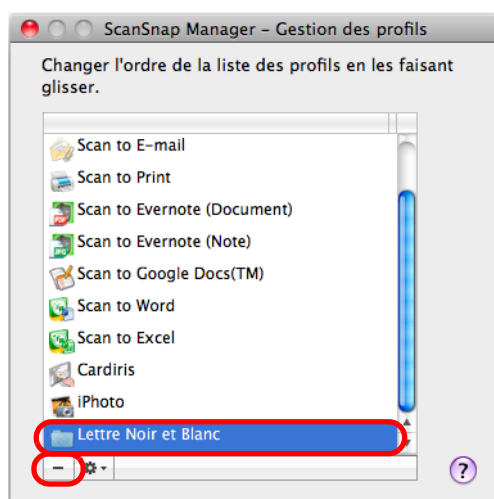 ScanSnap Manager – Gestion des profils
Changer l'ordre de la liste des profils en les faisant
glisser.
Scan to E-mail
Scan to Print
Scan to Evernote (Document)
Scan to Evernote (Note)
Scan to Google Docs(TM)
Scan to Word
Scan to Excel
Cardiris
iPhoto
Lettre Noir et Blanc
?